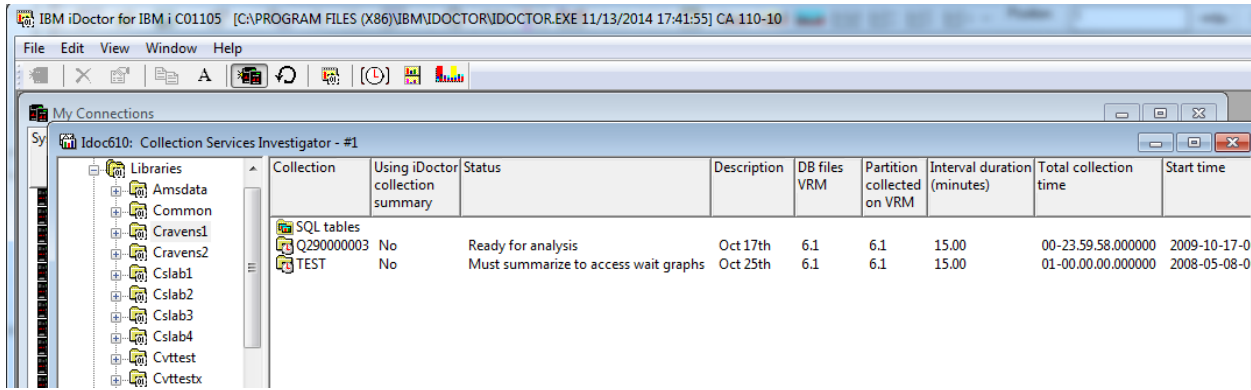 IBM iDoctor for IBM i C01105 [C:\PROGRAM FILES (X86)\IBM\IDOCTOR\IDOCTOR.EXE 11/13/2014 17:41:55] CA 110-10
File Edit View Window Help
A
My Connections
Sy
Idoc610: Collection Services Investigator - #1
Libraries
Amsdata
Common
Cravens1
Cravens2
Cslab1
Cslab2
Cslab3
Cslab4
Cvttest
Cvttestx
Collection Using iDoctor Status Description DB files Partition Interval duration Total collection Start time
collection VRM collected (minutes) time
summary on VRM
SQL tables
Q290000003 No Ready for analysis Oct 17th 6.1 6.1 15.00 00-23.59.58.000000 2009-10-17-0
TEST No Must summarize to access wait graphs Oct 25th 6.1 6.1 15.00 01-00.00.00.000000 2008-05-08-0